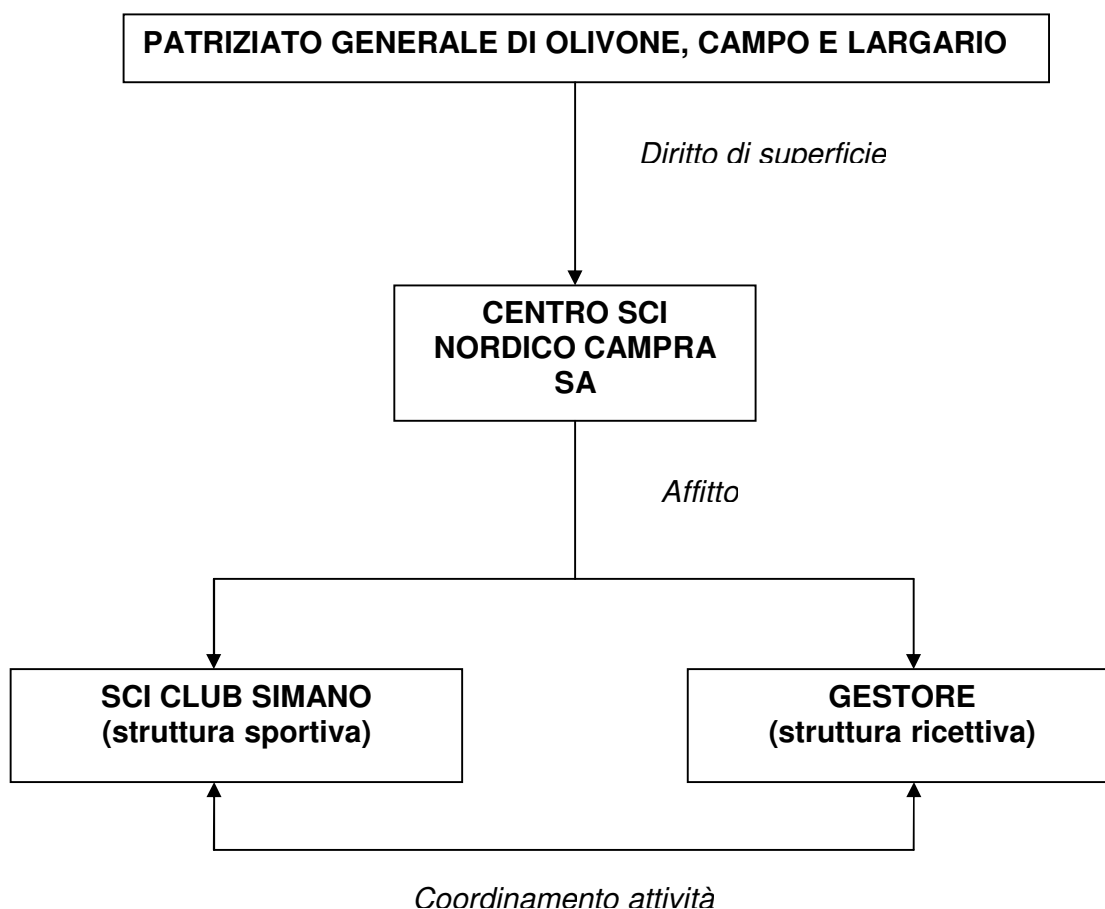 PATRIZIATO GENERALE DI OLIVONE, CAMPO E LARGARIO
Diritto di superficie
CENTRO SCI
NORDICO CAMPRA
SA
Affitto
SCI CLUB SIMANO
(struttura sportiva)
GESTORE
(struttura ricettiva)
Coordinamento attività